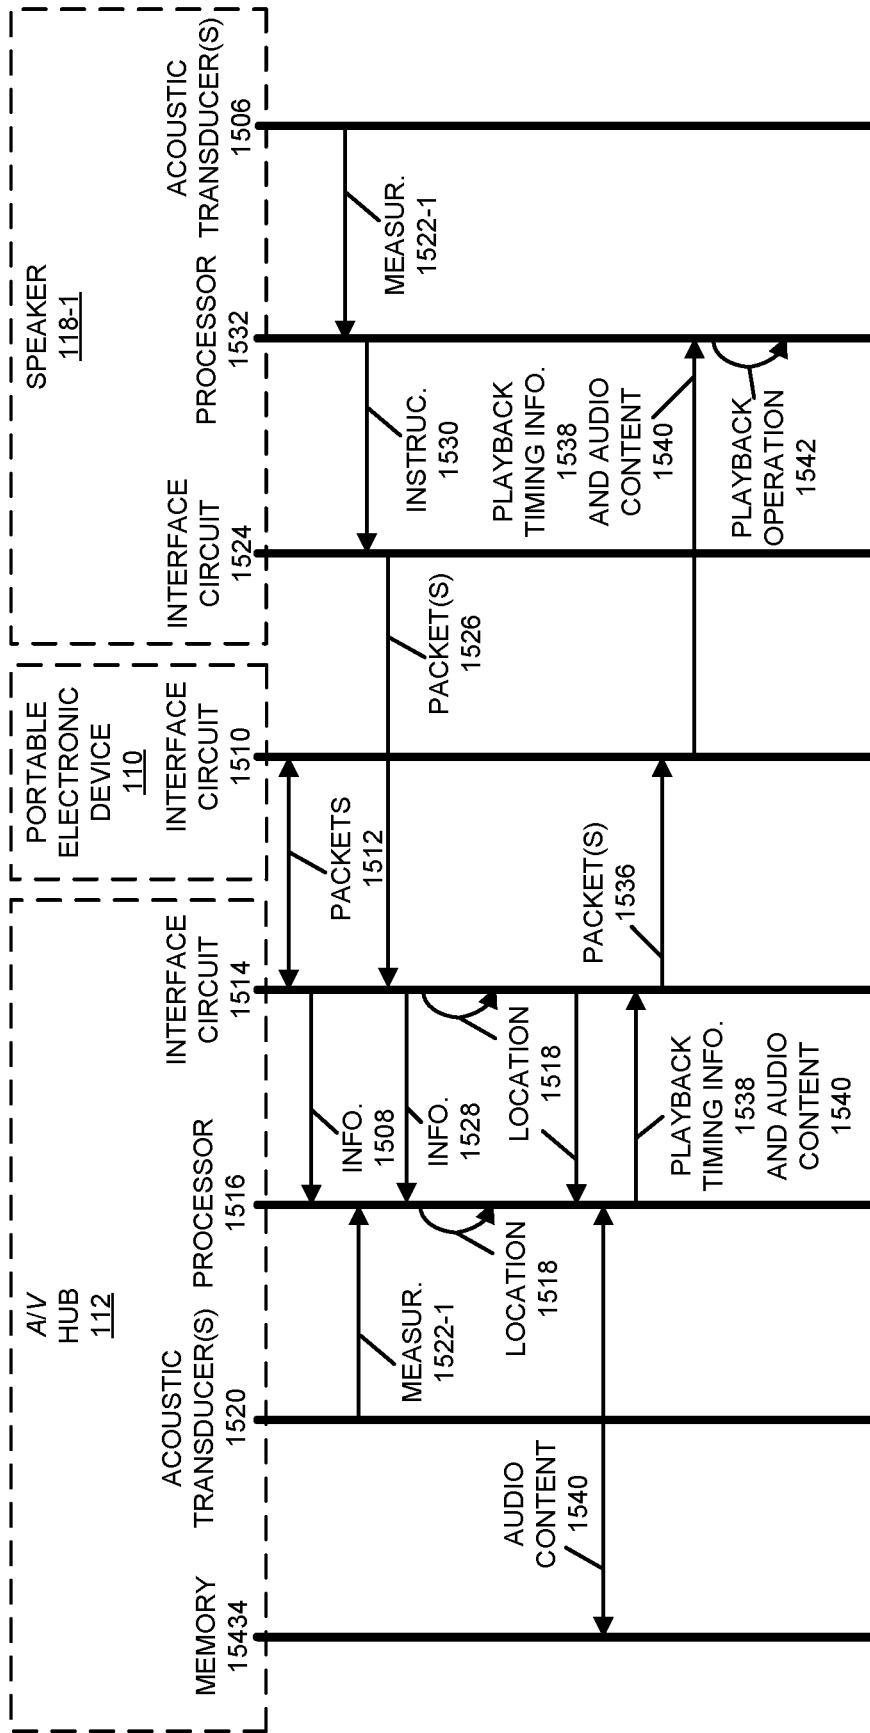 A/V
HUB
112
MEMORY
15434
ACOUSTIC
TRANSDUCER(S)
1520
PROCESSOR
1516
INTERFACE
CIRCUIT
1514
PORTABLE
ELECTRONIC
DEVICE
110
INTERFACE
CIRCUIT
1510
SPEAKER
118-1
INTERFACE
CIRCUIT
1524
PROCESSOR
1532
ACOUSTIC
TRANSDUCER(S)
1506
PACKETS
1512
INFO.
1508
MEASUR.
1522-1
MEASUR.
1522-1
INSTRUC.
1530
PACKET(S)
1526
INFO.
1528
LOCATION
1518
LOCATION
1518
AUDIO
CONTENT
1540
PLAYBACK
TIMING INFO.
1538
AND AUDIO
CONTENT
1540
PACKET(S)
1536
PLAYBACK
TIMING INFO.
1538
AND AUDIO
CONTENT
1540
PLAYBACK
OPERATION
1542